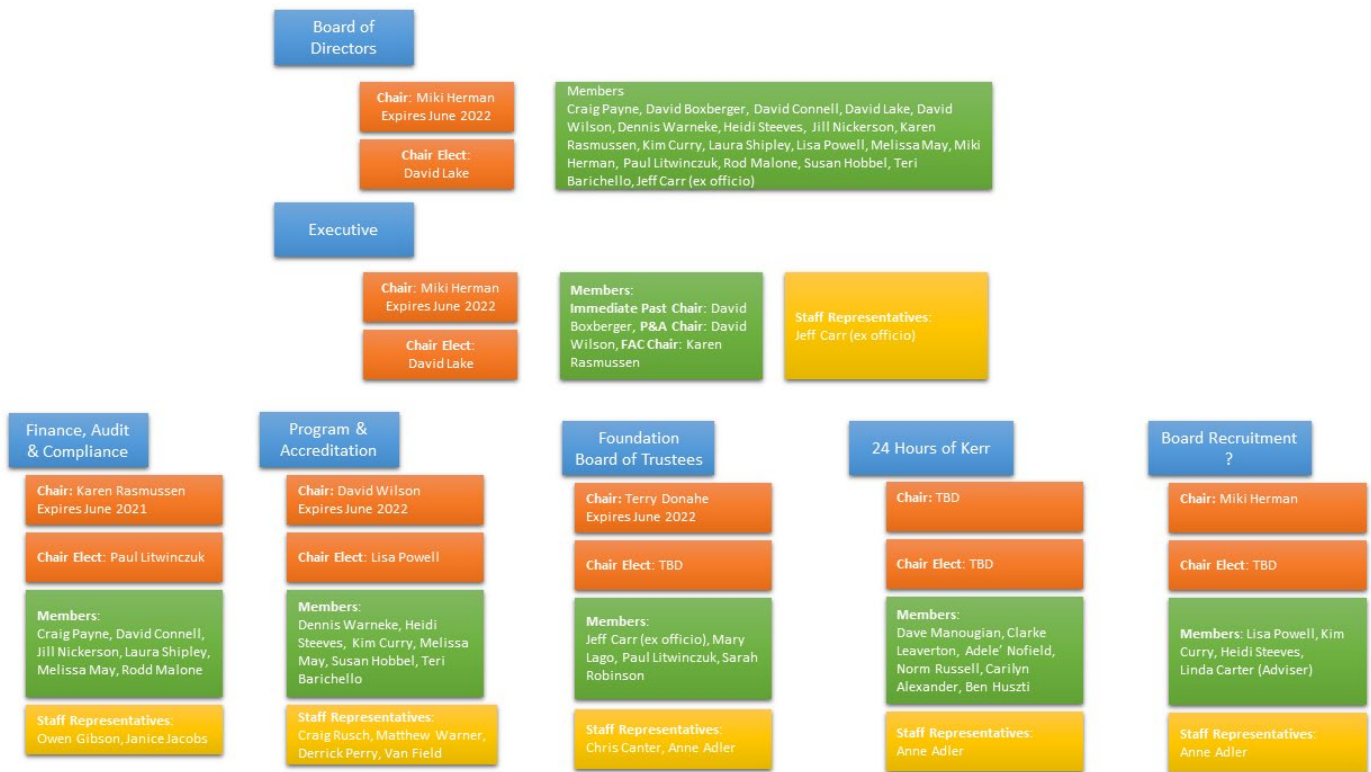 Board of
Directors
Chair: Miki Herman
Expires June 2022
Chair Elect:
David Lake
Members
Craig Payne, David Boxberger, David Connell, David Lake, David
Wilson, Dennis Warneke, Heidi Steeves, Jill Nickerson, Karen
Rasmussen, Kim Curry, Laura Shipley, Lisa Powell, Melissa May, Miki
Herman, Paul Litwinczuk, Rod Malone, Susan Hobbel, Teri
Barichello, Jeff Carr (ex officio)
Executive
Chair: Miki Herman
Expires June 2022
Chair Elect:
David Lake
Members:
Immediate Past Chair: David
Boxberger, P&A Chair: David
Wilson, FAC Chair: Karen
Rasmussen
Staff Representatives:
Jeff Carr (ex officio)
Finance, Audit
& Compliance
Chair: Karen Rasmussen
Expires June 2021
Chair Elect: Paul Litwinczuk
Members:
Craig Payne, David Connell,
Jill Nickerson, Laura Shipley,
Melissa May, Rodd Malone
Staff Representatives:
Owen Gibson, Janice Jacobs
Program &
Accreditation
Chair: David Wilson
Expires June 2022
Chair Elect: Lisa Powell
Members:
Dennis Warneke, Heidi
Steeves, Kim Curry, Melissa
May, Susan Hobbel, Teri
Barichello
Staff Representatives:
Craig Rusch, Matthew Warner,
Derrick Perry, Van Field
Foundation
Board of Trustees
Chair: Terry Donahe
Expires June 2022
Chair Elect: TBD
Members:
Jeff Carr (ex officio), Mary
Lago, Paul Litwinczuk, Sarah
Robinson
Staff Representatives:
Chris Canter, Anne Adler
24 Hours of Kerr
Chair: TBD
Chair Elect: TBD
Members:
Dave Manougian, Clarke
Leaverton, Adele’ Nofield,
Norm Russell, Carilyn
Alexander, Ben Huszti
Staff Representatives:
Anne Adler
Board Recruitment
?
Chair: Miki Herman
Chair Elect: TBD
Members: Lisa Powell, Kim
Curry, Heidi Steeves,
Linda Carter (Adviser)
Staff Representatives:
Anne Adler